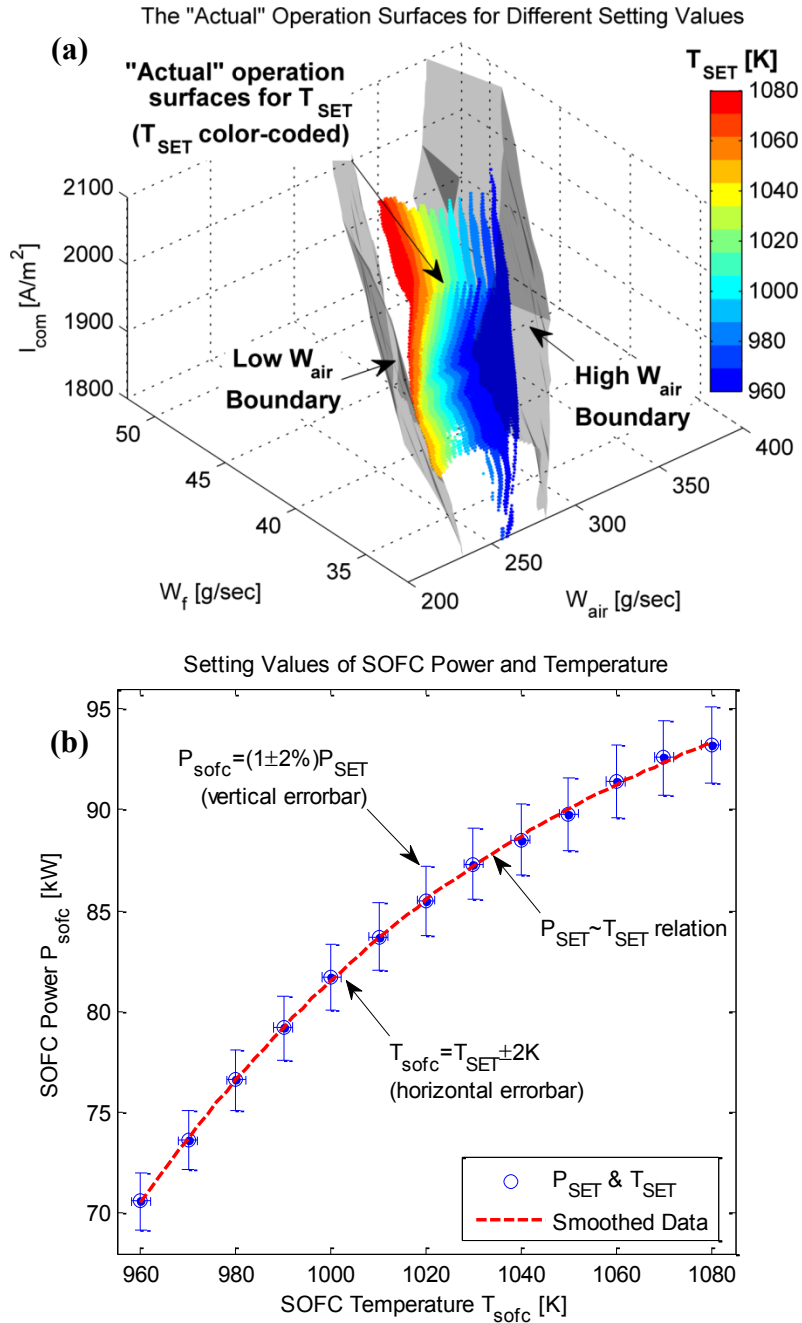 The "Actual" Operation Surfaces for Different Setting Values
(a)
"Actual" operation
surfaces for T_SET
(T_SET color-coded)
T_SET [K]
1080
1060
1040
1020
1000
980
960
2100
2000
1900
1800
I_com [A/m²]
Low W_air
Boundary
High W_air
Boundary
50
45
40
35
W_f [g/sec]
200
250
300
350
400
W_air [g/sec]
Setting Values of SOFC Power and Temperature
(b)
95
90
85
80
75
70
SOFC Power P_sofc [kW]
P_sofc=(1±2%)P_SET
(vertical errorbar)
P_SET~T_SET relation
T_sofc=T_SET±2K
(horizontal errorbar)
P_SET & T_SET
Smoothed Data
960 980 1000 1020 1040 1060 1080
SOFC Temperature T_sofc [K]